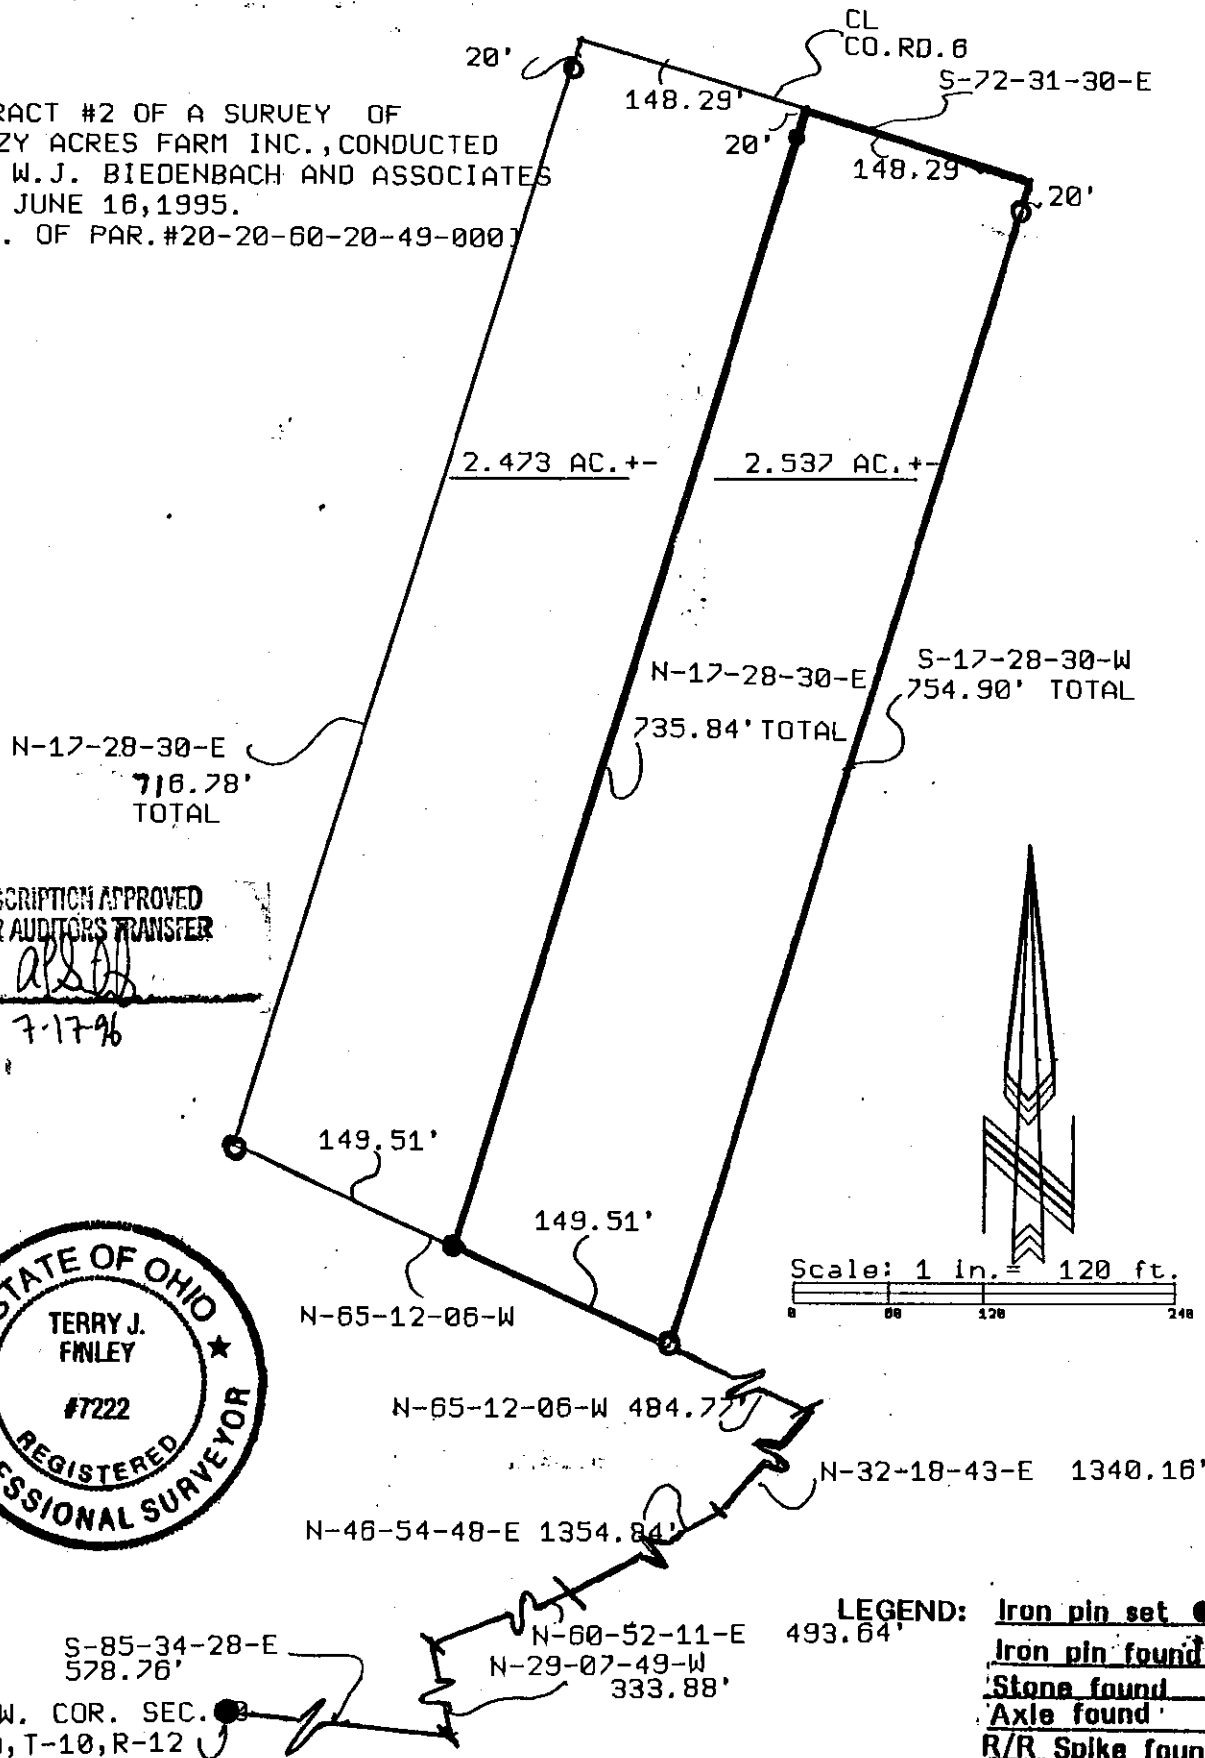 CL
CO.RD.6
20'
148.29'
S-72-31-30-E
20'
148.29'
20'
RACT #2 OF A SURVEY OF
ZY ACRES FARM INC.,CONDUCTED
W.J. BIEDENBACH AND ASSOCIATES
JUNE 16,1995.
. OF PAR.#20-20-60-20-49-000]
2.473 AC.+-
2.537 AC.+-
N-17-28-30-E
735.84' TOTAL
S-17-28-30-W
754.90' TOTAL
N-17-28-30-E
716.78'
TOTAL
SCRIPTION APPROVED
R AUDITORS TRANSFER
7-17-96
149.51'
149.51'
N-65-12-06-W
Scale: 1 in.= 120 ft.
0 60 120 240
STATE OF OHIO
TERRY J.
FINLEY
#7222
REGISTERED
ESSIONAL SURVEYOR
N-65-12-06-W 484.77'
N-32-18-43-E 1340.16'
N-46-54-48-E 1354.84'
N-60-52-11-E 493.64'
N-29-07-49-W
333.88'
S-85-34-28-E
578.76'
W. COR. SEC.
, T-10,R-12
LEGEND: Iron pin set
Iron pin found
Stone found
Axle found
R/R Spike foun